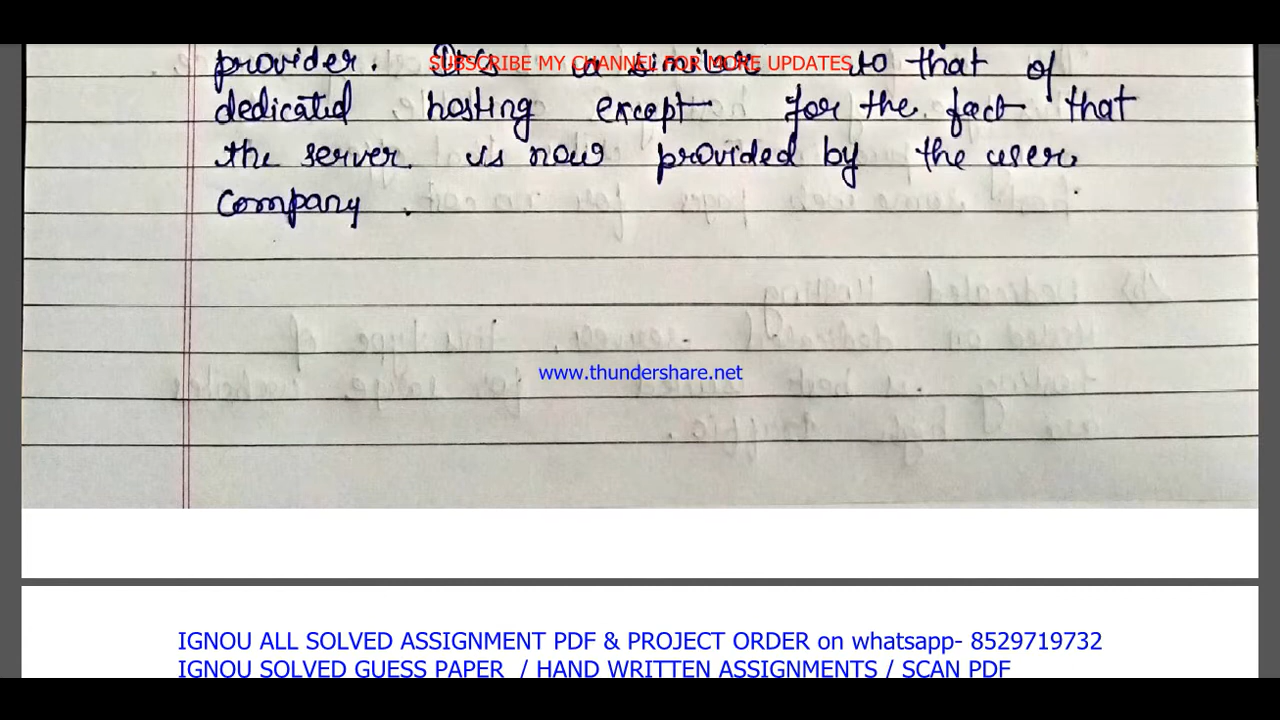 provider. It's a similar to that of
SUBSCRIBE MY CHANNEL FOR MORE UPDATES
dedicated hosting except for the fact that
the server is now provided by the user
company.
www.thundershare.net
IGNOU ALL SOLVED ASSIGNMENT PDF & PROJECT ORDER on whatsapp- 8529719732
IGNOU SOLVED GUESS PAPER / HAND WRITTEN ASSIGNMENTS / SCAN PDF